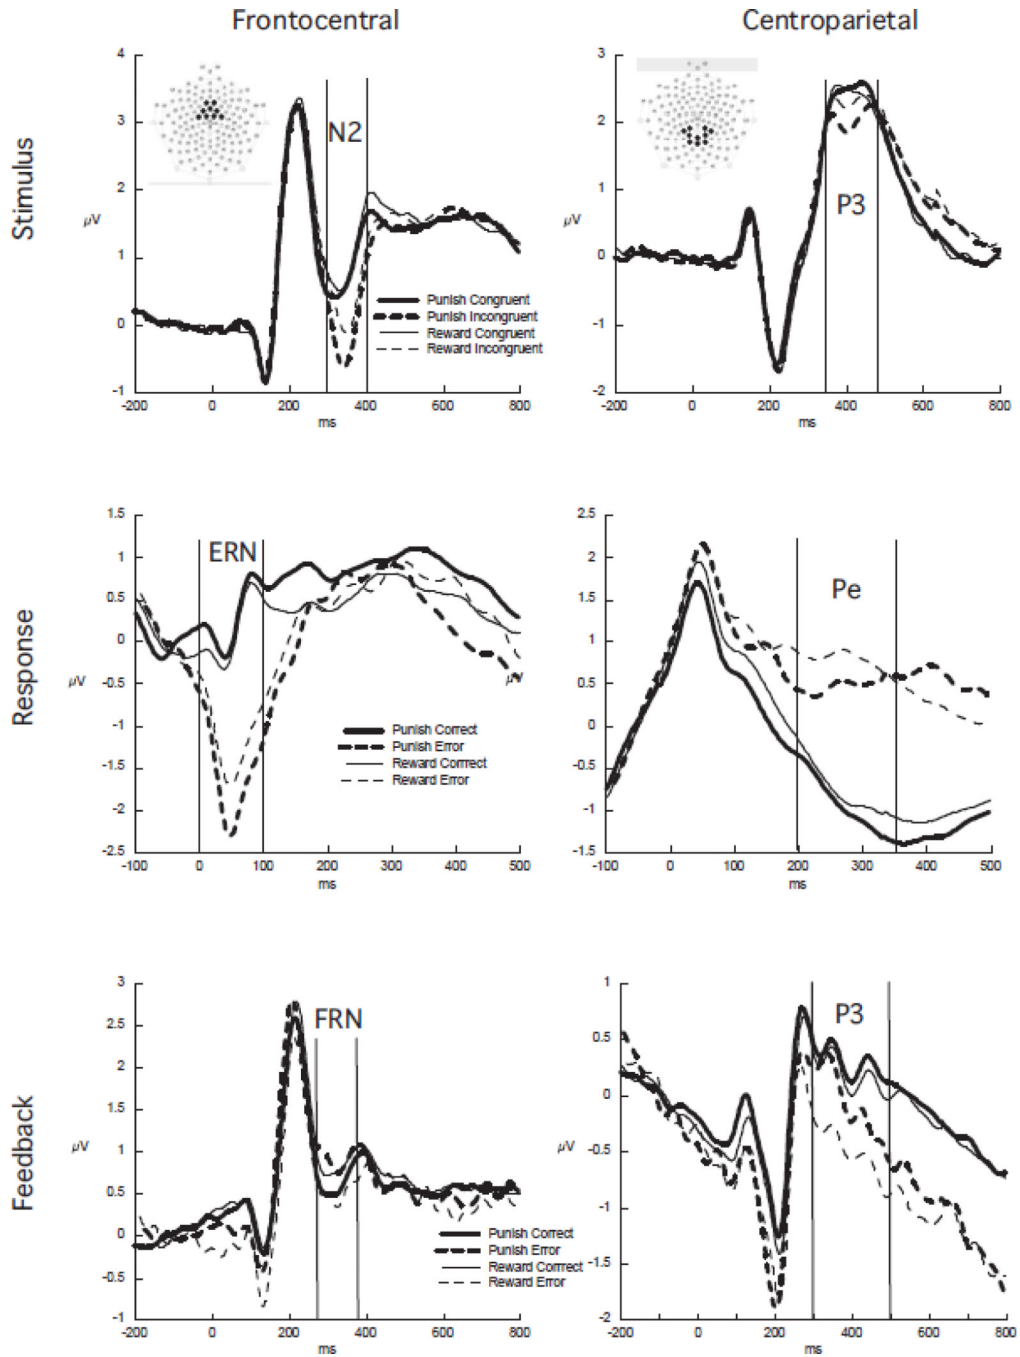 Frontocentral
Centroparietal
Stimulus
4
3
2
1
0
-1
µV
N2
Punish Congruent
Punish Incongruent
Reward Congruent
Reward Incongruent
-200
0
200
400
600
800
ms
3
2
1
0
-1
-2
µV
P3
-200
0
200
400
600
800
ms
Response
1.5
1
0.5
0
-0.5
-1
-1.5
-2
-2.5
µV
ERN
Punish Correct
Punish Error
Reward Corrrect
Reward Error
-100
0
100
200
300
400
500
ms
2.5
2
1.5
1
0.5
0
-0.5
-1
-1.5
µV
Pe
-100
0
100
200
300
400
500
ms
Feedback
3
2.5
2
1.5
1
0.5
0
-0.5
-1
µV
FRN
Punish Correct
Punish Error
Reward Corrrect
Reward Error
-200
0
200
400
600
800
ms
1
0.5
0
-0.5
-1
-1.5
-2
µV
P3
-200
0
200
400
600
800
ms